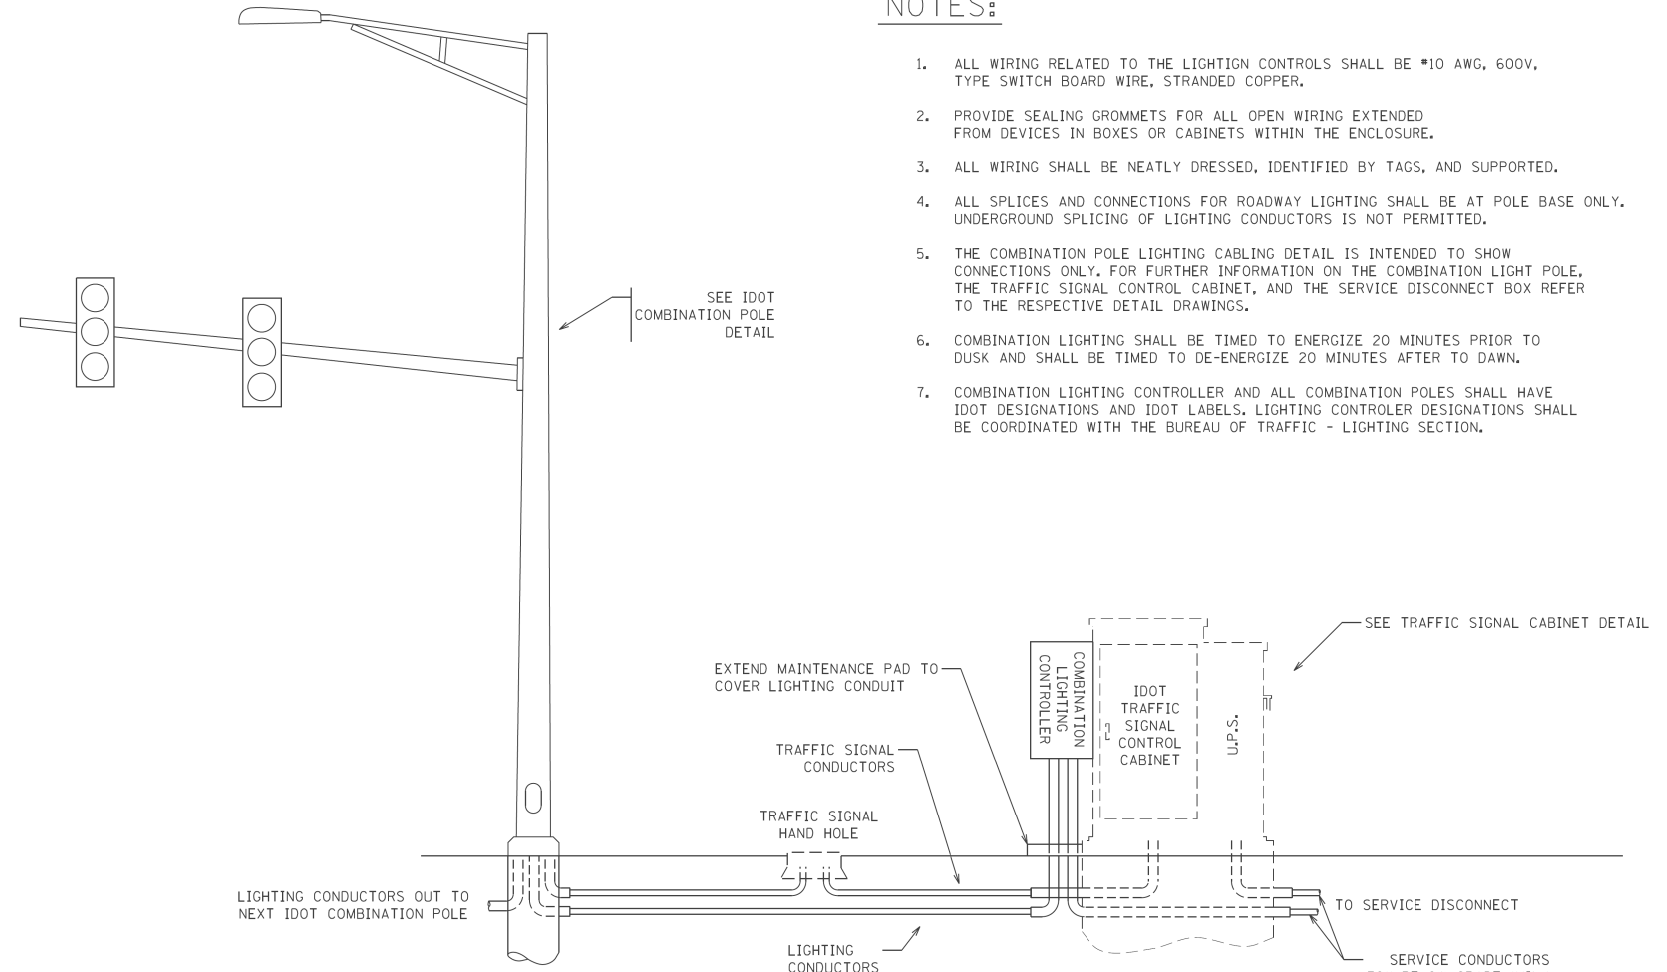 NOTES:
1. ALL WIRING RELATED TO THE LIGHTIGN CONTROLS SHALL BE #10 AWG, 600V,
TYPE SWITCH BOARD WIRE, STRANDED COPPER.
2. PROVIDE SEALING GROMMETS FOR ALL OPEN WIRING EXTENDED
FROM DEVICES IN BOXES OR CABINETS WITHIN THE ENCLOSURE.
3. ALL WIRING SHALL BE NEATLY DRESSED, IDENTIFIED BY TAGS, AND SUPPORTED.
4. ALL SPLICES AND CONNECTIONS FOR ROADWAY LIGHTING SHALL BE AT POLE BASE ONLY.
UNDERGROUND SPLICING OF LIGHTING CONDUCTORS IS NOT PERMITTED.
5. THE COMBINATION POLE LIGHTING CABLING DETAIL IS INTENDED TO SHOW
CONNECTIONS ONLY. FOR FURTHER INFORMATION ON THE COMBINATION LIGHT POLE,
THE TRAFFIC SIGNAL CONTROL CABINET, AND THE SERVICE DISCONNECT BOX REFER
TO THE RESPECTIVE DETAIL DRAWINGS.
6. COMBINATION LIGHTING SHALL BE TIMED TO ENERGIZE 20 MINUTES PRIOR TO
DUSK AND SHALL BE TIMED TO DE-ENERGIZE 20 MINUTES AFTER TO DAWN.
7. COMBINATION LIGHTING CONTROLLER AND ALL COMBINATION POLES SHALL HAVE
IDOT DESIGNATIONS AND IDOT LABELS. LIGHTING CONTROLER DESIGNATIONS SHALL
BE COORDINATED WITH THE BUREAU OF TRAFFIC - LIGHTING SECTION.
SEE IDOT
COMBINATION POLE
DETAIL
SEE TRAFFIC SIGNAL CABINET DETAIL
EXTEND MAINTENANCE PAD TO
COVER LIGHTING CONDUIT
COMBINATION
LIGHTING
CONTROLLER
IDOT
TRAFFIC
SIGNAL
CONTROL
CABINET
U.P.S.
TRAFFIC SIGNAL
CONDUCTORS
TRAFFIC SIGNAL
HAND HOLE
LIGHTING CONDUCTORS OUT TO
NEXT IDOT COMBINATION POLE
TO SERVICE DISCONNECT
LIGHTING
CONDUCTORS
SERVICE CONDUCTORS